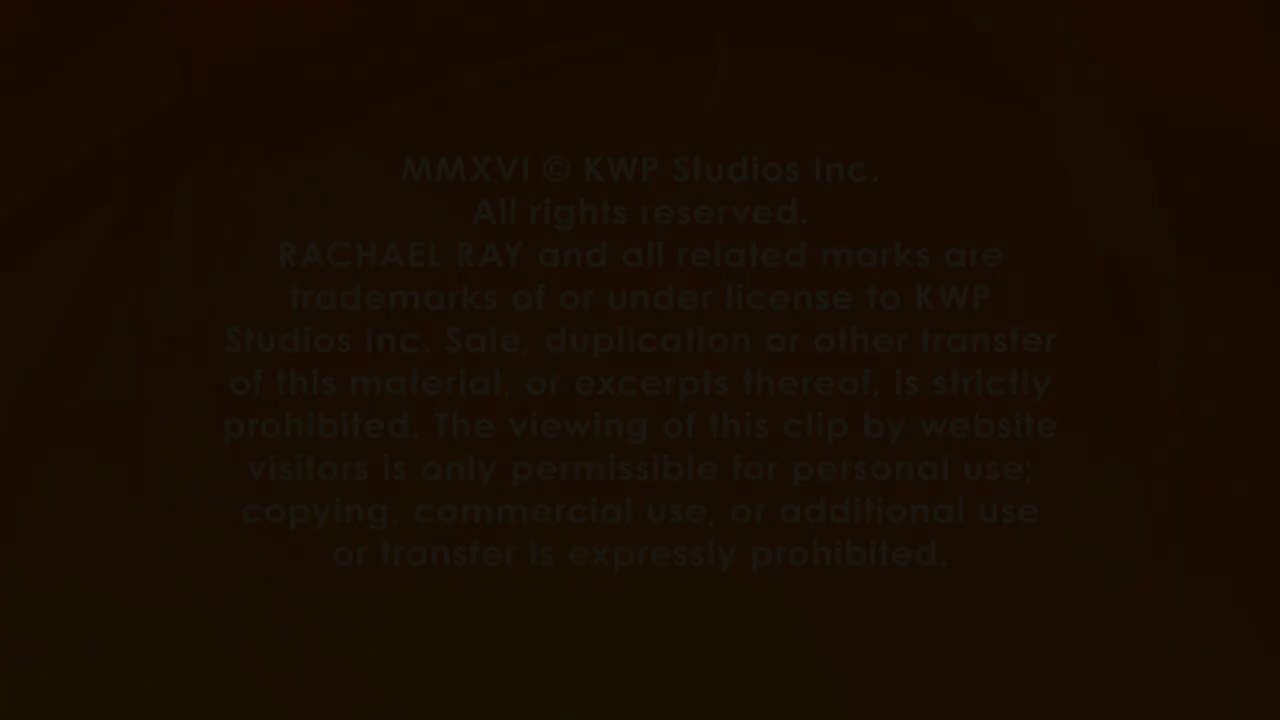 MMXVI © KWP Studios Inc.
All rights reserved.
RACHAEL RAY and all related marks are
trademarks of or under license to KWP
Studios Inc. Sale, duplication or other transfer
of this material, or excerpts thereof, is strictly
prohibited. The viewing of this clip by website
visitors is only permissible for personal use;
copying, commercial use, or additional use
or transfer is expressly prohibited.